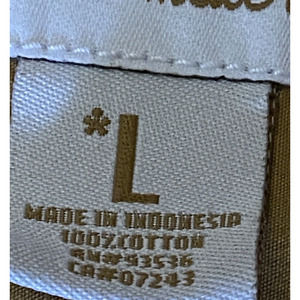 *L
MADE IN INDONESIA
100% COTTON
RN#93536
CA#07243